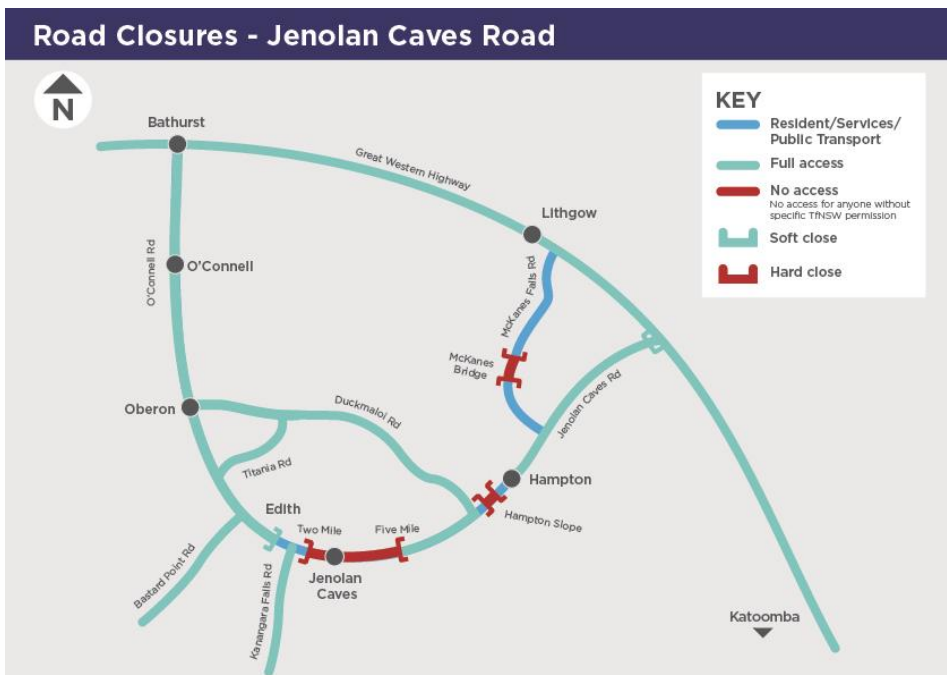 Road Closures - Jenolan Caves Road
N
KEY
Resident/Services/
Public Transport
Full access
No access
No access for anyone without
specific TfNSW permission
Soft close
Hard close
Bathurst
Great Western Highway
Lithgow
O'Connell Rd
O'Connell
McKanes Falls Rd
McKanes
Bridge
Jenolan Caves Rd
Oberon
Duckmaloi Rd
Titania Rd
Hampton
Hampton Slope
Edith
Two Mile
Five Mile
Jenolan
Caves
Bastard Point Rd
Kanangara Falls Rd
Katoomba